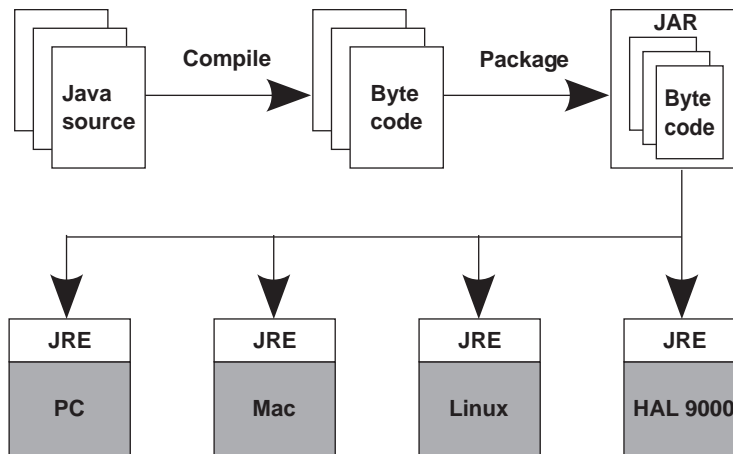 JAR
Compile
Package
Java
source
Byte
code
Byte
code
JRE
JRE
JRE
JRE
PC
Mac
Linux
HAL 9000